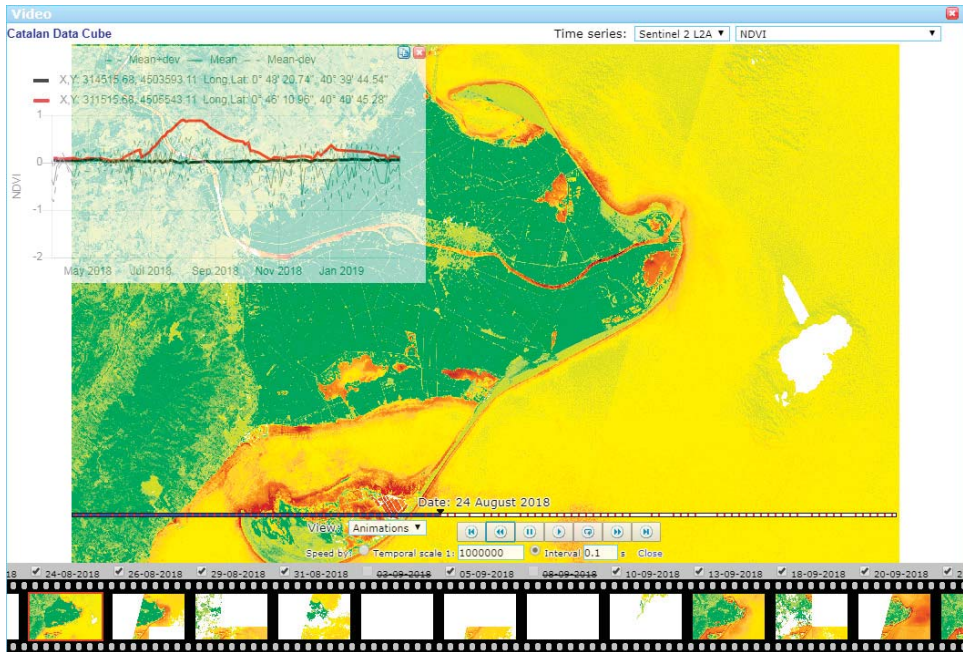 Video
Catalan Data Cube
Time series: Sentinel 2 L2A NDVI
Mean+dev Mean Mean-dev
X,Y: 314515.68, 4503593.11 Long,Lat: 0° 48' 20.74", 40° 39' 44.54"
X,Y: 311515.68, 4505543.11 Long,Lat: 0° 46' 10.96", 40° 40' 45.28"
1
0
-1
-2
NDVI
May 2018 Jul 2018 Sep 2018 Nov 2018 Jan 2019
Date: 24 August 2018
View: Animations
Speed by: Temporal scale 1: 1000000 Interval 0.1 s Close
18 24-08-2018 26-08-2018 29-08-2018 31-08-2018 03-09-2018 05-09-2018 08-09-2018 10-09-2018 13-09-2018 18-09-2018 20-09-2018 2